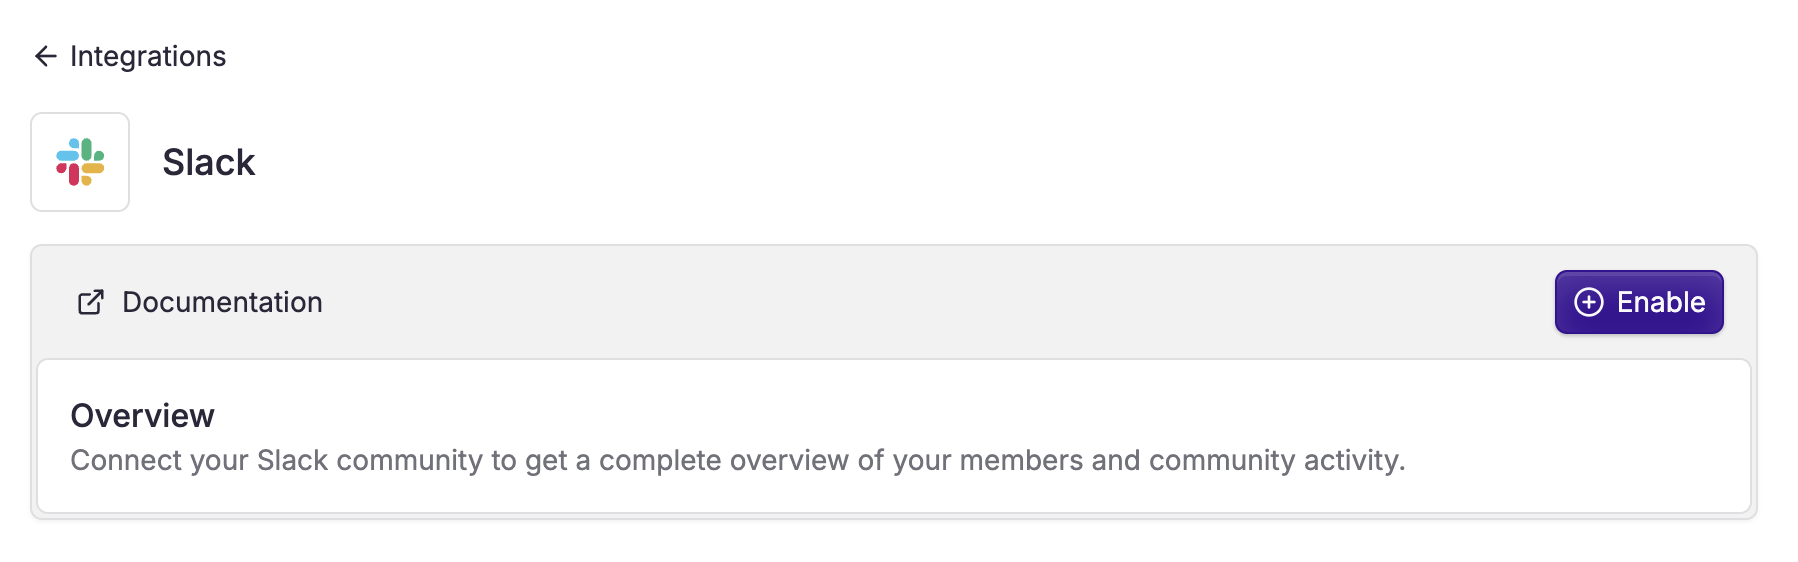 Integrations
Slack
Documentation
Enable
Overview
Connect your Slack community to get a complete overview of your members and community activity.